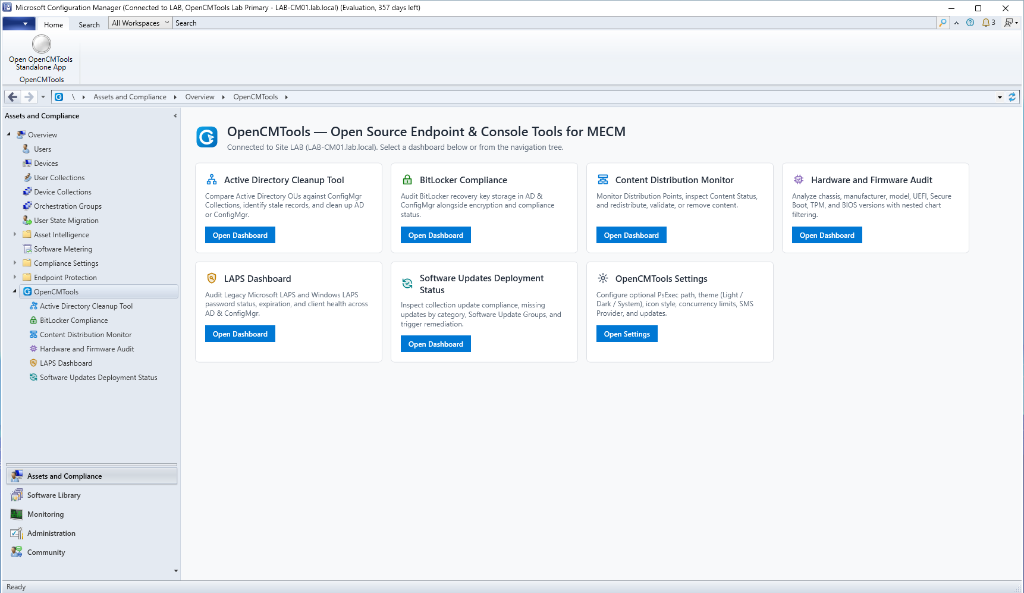 Microsoft Configuration Manager (Connected to LAB, OpenCMTools Lab Primary - LAB-CM01.lab.local) (Evaluation, 357 days left)
Home
Search
All Workspaces
Search
3
Open OpenCMTools
Standalone App
OpenCMTools
\ Assets and Compliance Overview OpenCMTools
Assets and Compliance
Overview
Users
Devices
User Collections
Device Collections
Orchestration Groups
User State Migration
Asset Intelligence
Software Metering
Compliance Settings
Endpoint Protection
OpenCMTools
Active Directory Cleanup Tool
BitLocker Compliance
Content Distribution Monitor
Hardware and Firmware Audit
LAPS Dashboard
Software Updates Deployment Status
Assets and Compliance
Software Library
Monitoring
Administration
Community
OpenCMTools — Open Source Endpoint & Console Tools for MECM
Connected to Site LAB (LAB-CM01.lab.local). Select a dashboard below or from the navigation tree.
Active Directory Cleanup Tool
Compare Active Directory OUs against ConfigMgr
Collections, identify stale records, and clean up AD
or ConfigMgr.
Open Dashboard
BitLocker Compliance
Audit BitLocker recovery key storage in AD &
ConfigMgr alongside encryption and compliance
status.
Open Dashboard
Content Distribution Monitor
Monitor Distribution Points, inspect Content Status,
and redistribute, validate, or remove content.
Open Dashboard
Hardware and Firmware Audit
Analyze chassis, manufacturer, model, UEFI, Secure
Boot, TPM, and BIOS versions with nested chart
filtering.
Open Dashboard
LAPS Dashboard
Audit Legacy Microsoft LAPS and Windows LAPS
password status, expiration, and client health across
AD & ConfigMgr.
Open Dashboard
Software Updates Deployment
Status
Inspect collection update compliance, missing
updates by category, Software Update Groups, and
trigger remediation.
Open Dashboard
OpenCMTools Settings
Configure optional PsExec path, theme (Light /
Dark / System), icon style, concurrency limits, SMS
Provider, and updates.
Open Settings
Ready